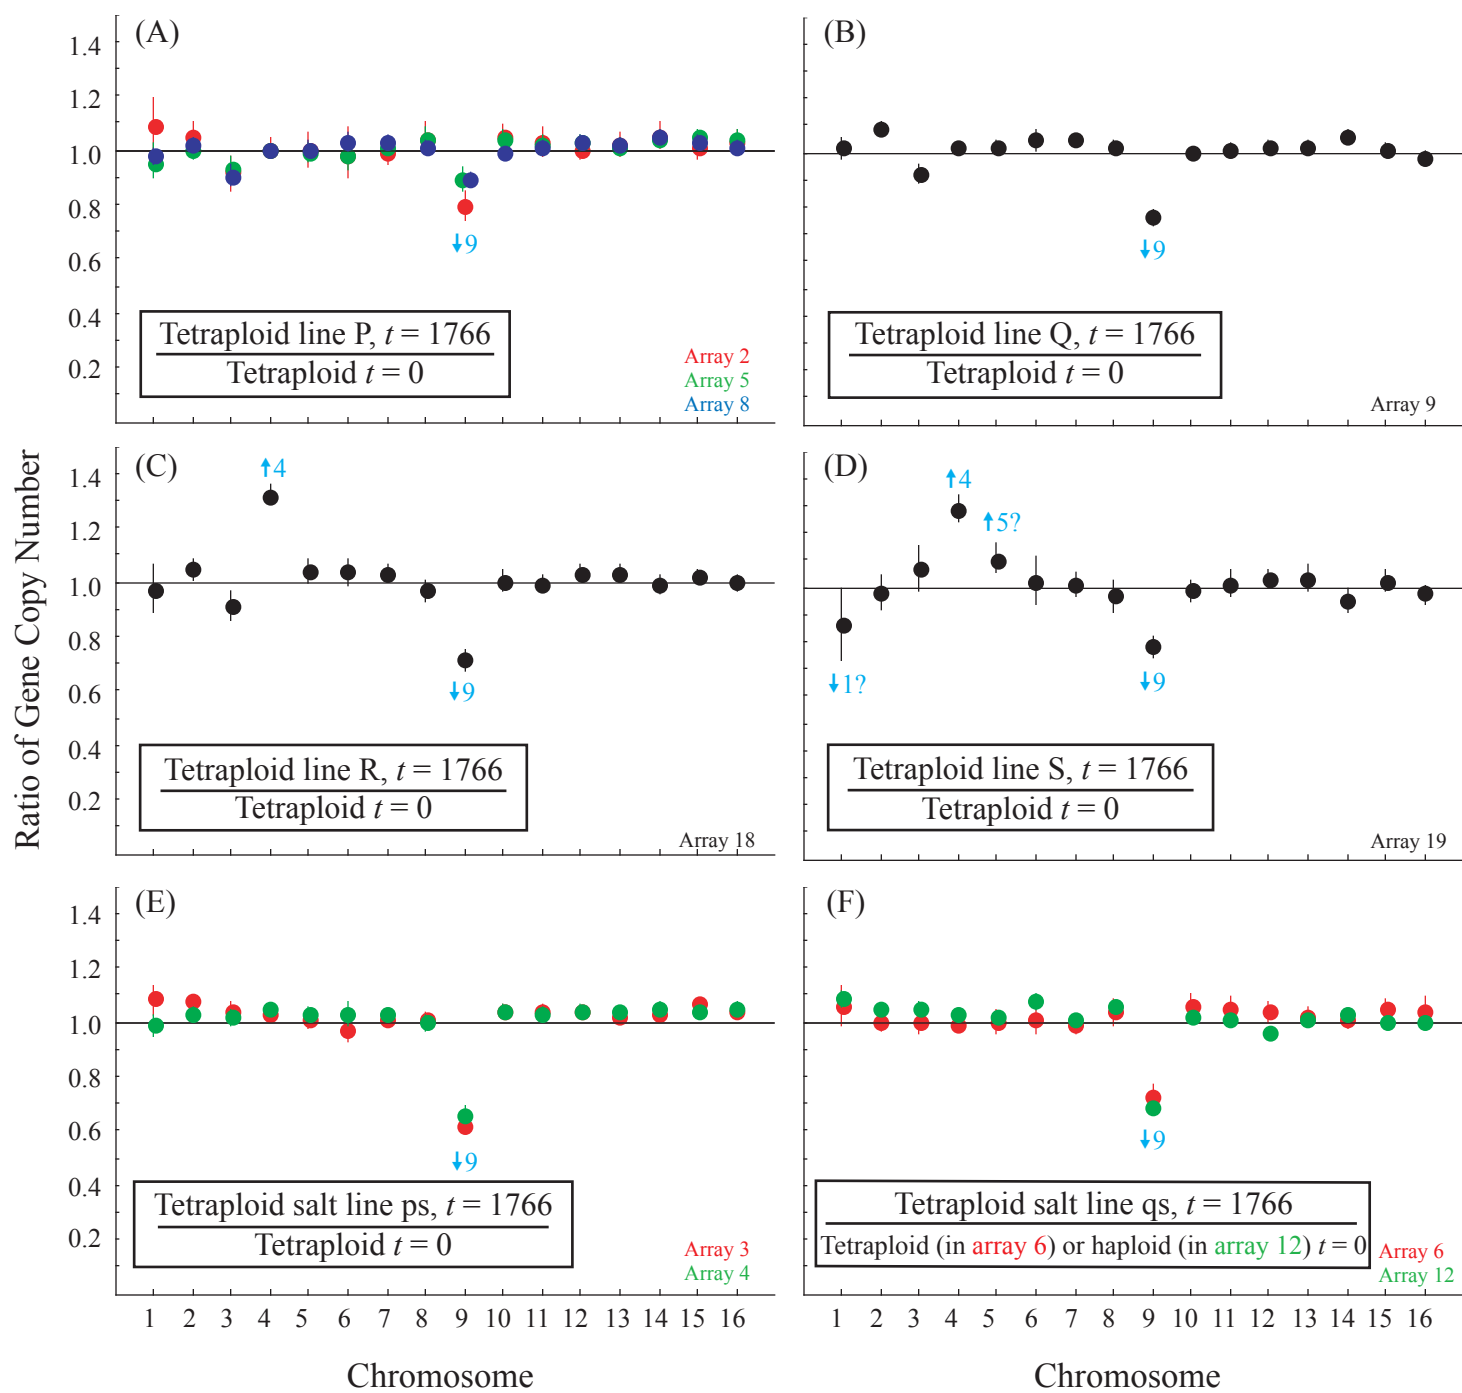 Ratio of Gene Copy Number
(A)
1.4
1.2
1.0
0.8
0.6
0.4
0.2
↓9
Tetraploid line P, t = 1766
Tetraploid t = 0
Array 2
Array 5
Array 8
(B)
↓9
Tetraploid line Q, t = 1766
Tetraploid t = 0
Array 9
(C)
1.4
1.2
1.0
0.8
0.6
0.4
0.2
↑4
↓9
Tetraploid line R, t = 1766
Tetraploid t = 0
Array 18
(D)
↑4
↑5?
↓1?
↓9
Tetraploid line S, t = 1766
Tetraploid t = 0
Array 19
(E)
1.4
1.2
1.0
0.8
0.6
0.4
0.2
↓9
Tetraploid salt line ps, t = 1766
Tetraploid t = 0
Array 3
Array 4
1 2 3 4 5 6 7 8 9 10 11 12 13 14 15 16
Chromosome
(F)
↓9
Tetraploid salt line qs, t = 1766
Tetraploid (in array 6) or haploid (in array 12) t = 0
Array 6
Array 12
1 2 3 4 5 6 7 8 9 10 11 12 13 14 15 16
Chromosome